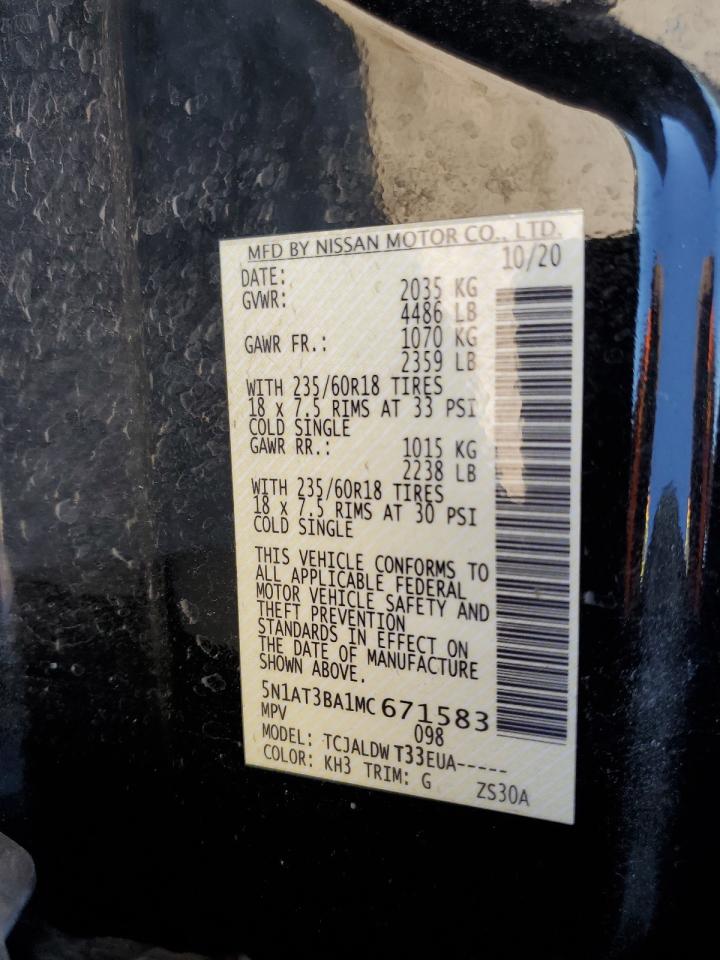 MFD BY NISSAN MOTOR CO., LTD.
DATE: 10/20
GVWR: 2035 KG
4486 LB
GAWR FR.: 1070 KG
2359 LB
WITH 235/60R18 TIRES
18 X 7.5 RIMS AT 33 PSI
COLD SINGLE
GAWR RR.: 1015 KG
2238 LB
WITH 235/60R18 TIRES
18 X 7.5 RIMS AT 30 PSI
COLD SINGLE
THIS VEHICLE CONFORMS TO
ALL APPLICABLE FEDERAL
MOTOR VEHICLE SAFETY AND
THEFT PREVENTION
STANDARDS IN EFFECT ON
THE DATE OF MANUFACTURE
SHOWN ABOVE.
5N1AT3BA1MC671583
MPV 098
MODEL: TCJALDWT33EUA-----
COLOR: KH3 TRIM: G ZS30A